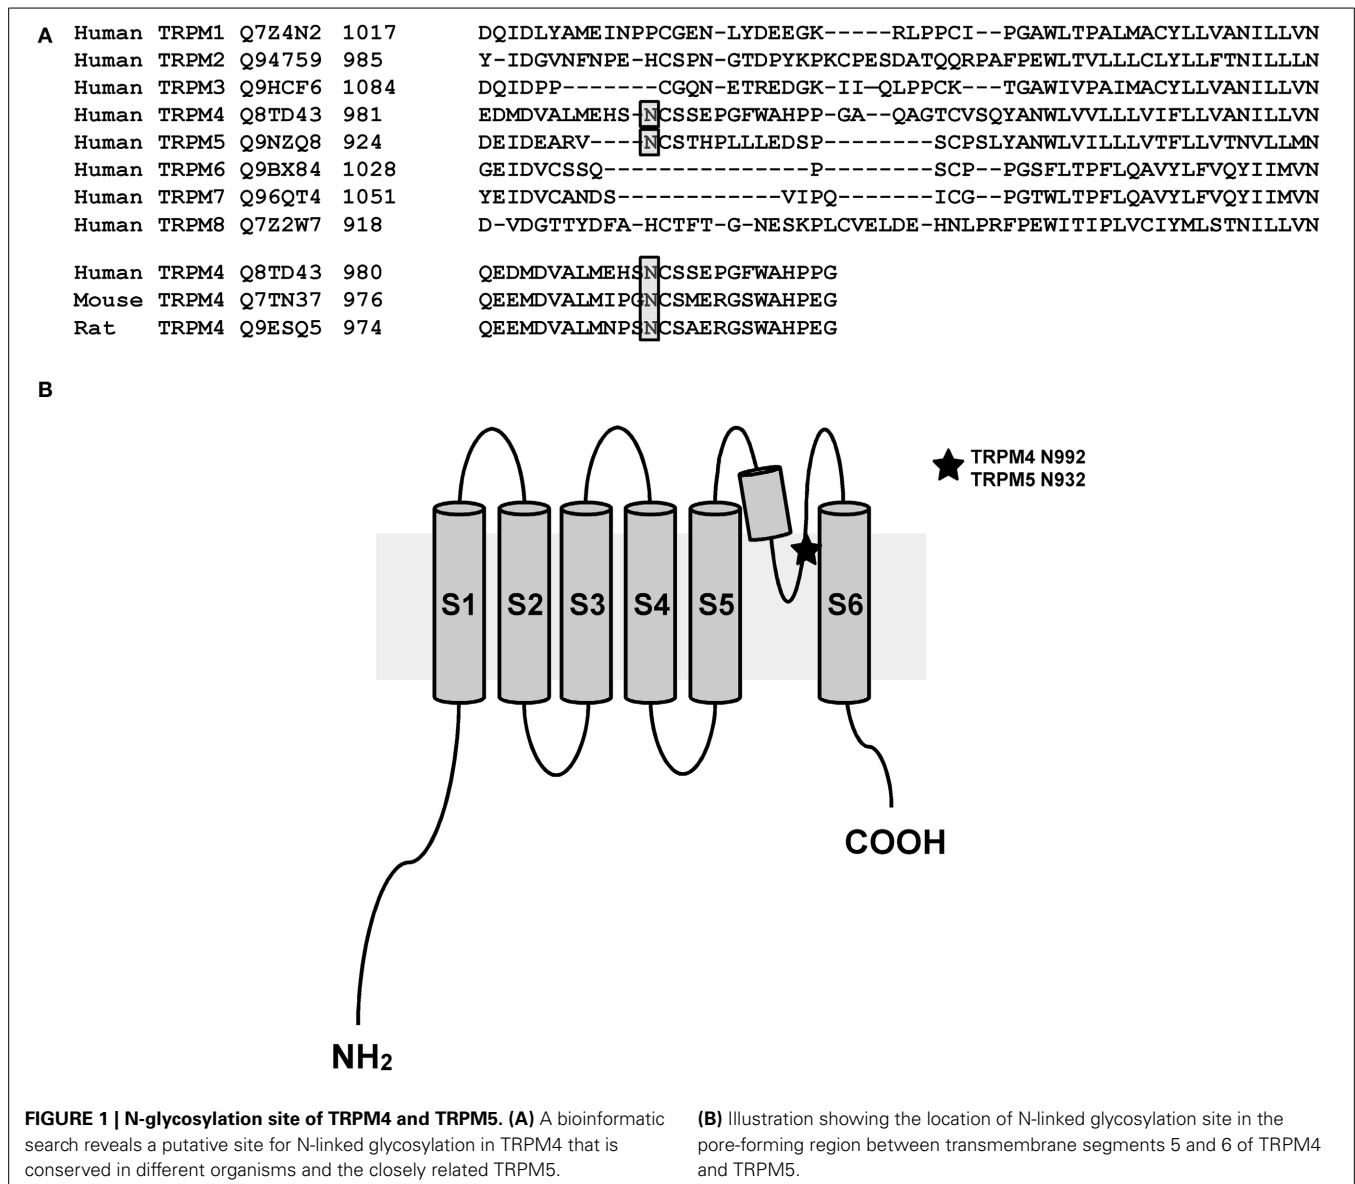 A
Human TRPM1 Q7Z4N2 1017 DQIDLYAMEINPPCGEN-LYDEEGK-----RLPPCI--PGAWLTPALMACYLLVANILLVN
Human TRPM2 Q94759 985 Y-IDGVNFNPE-HCSPN-GTDPYKPKCPESDATQQRPAFPEWLTVLLLCLYLLFTNILLLN
Human TRPM3 Q9HCF6 1084 DQIDPP-------CGQN-ETREDGK-II—QLPPCK---TGAWIVPAIMACYLLVANILLVN
Human TRPM4 Q8TD43 981 EDMDVALMEHS-NCSSEPGFWAHPP-GA--QAGTCVSQYANWLVVLLLVIFLLVANILLVN
Human TRPM5 Q9NZQ8 924 DEIDEARV----NCSTHPLLLEDSP--------SCPSLYANWLVILLLVTFLLVTNVLLMN
Human TRPM6 Q9BX84 1028 GEIDVCSSQ---------------P--------SCP--PGSFLTPFLQAVYLFVQYIIMVN
Human TRPM7 Q96QT4 1051 YEIDVCANDS------------VIPQ-------ICG--PGTWLTPFLQAVYLFVQYIIMVN
Human TRPM8 Q7Z2W7 918 D-VDGTTYDFA-HCTFT-G-NESKPLCVELDE-HNLPRFPEWITIPLVCIYMLSTNILLVN
Human TRPM4 Q8TD43 980 QEDMDVALMEHSNCSSEPGFWAHPPG
Mouse TRPM4 Q7TN37 976 QEEMDVALMIPGNCSMERGSWAHPEG
Rat TRPM4 Q9ESQ5 974 QEEMDVALMNPSNCSAERGSWAHPEG
B
TRPM4 N992
TRPM5 N932
S1 S2 S3 S4 S5 S6
COOH
NH2
FIGURE 1 | N-glycosylation site of TRPM4 and TRPM5. (A) A bioinformatic
search reveals a putative site for N-linked glycosylation in TRPM4 that is
conserved in different organisms and the closely related TRPM5.
(B) Illustration showing the location of N-linked glycosylation site in the
pore-forming region between transmembrane segments 5 and 6 of TRPM4
and TRPM5.